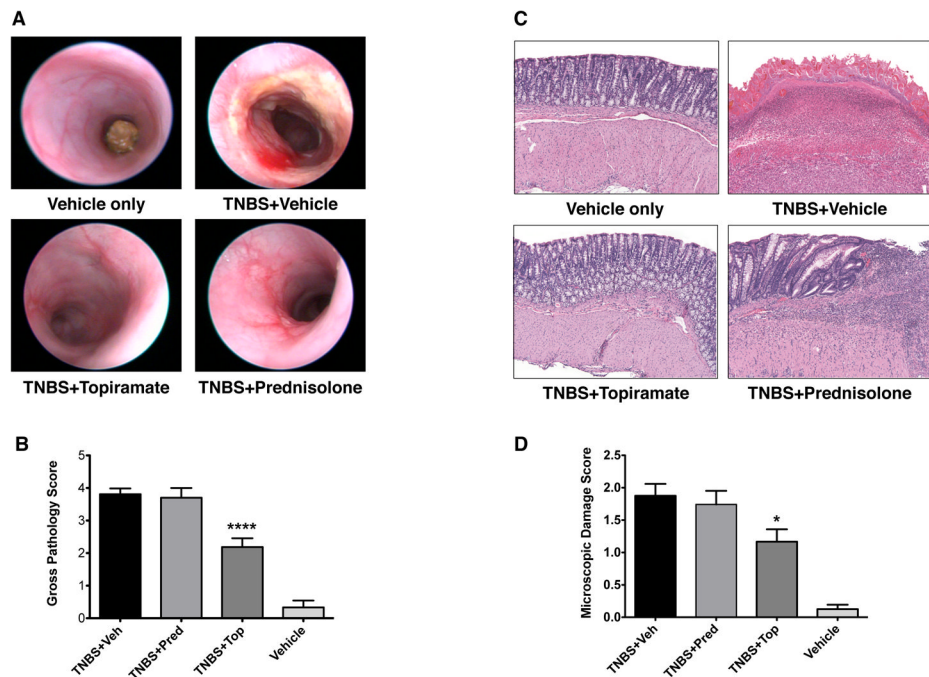 A
Vehicle only
TNBS+Vehicle
TNBS+Topiramate
TNBS+Prednisolone
B
Gross Pathology Score
5
4
3
2
1
0
****
TNBS+Veh
TNBS+Pred
TNBS+Top
Vehicle
C
Vehicle only
TNBS+Vehicle
TNBS+Topiramate
TNBS+Prednisolone
D
Microscopic Damage Score
2.5
2.0
1.5
1.0
0.5
0.0
*
TNBS+Veh
TNBS+Pred
TNBS+Top
Vehicle